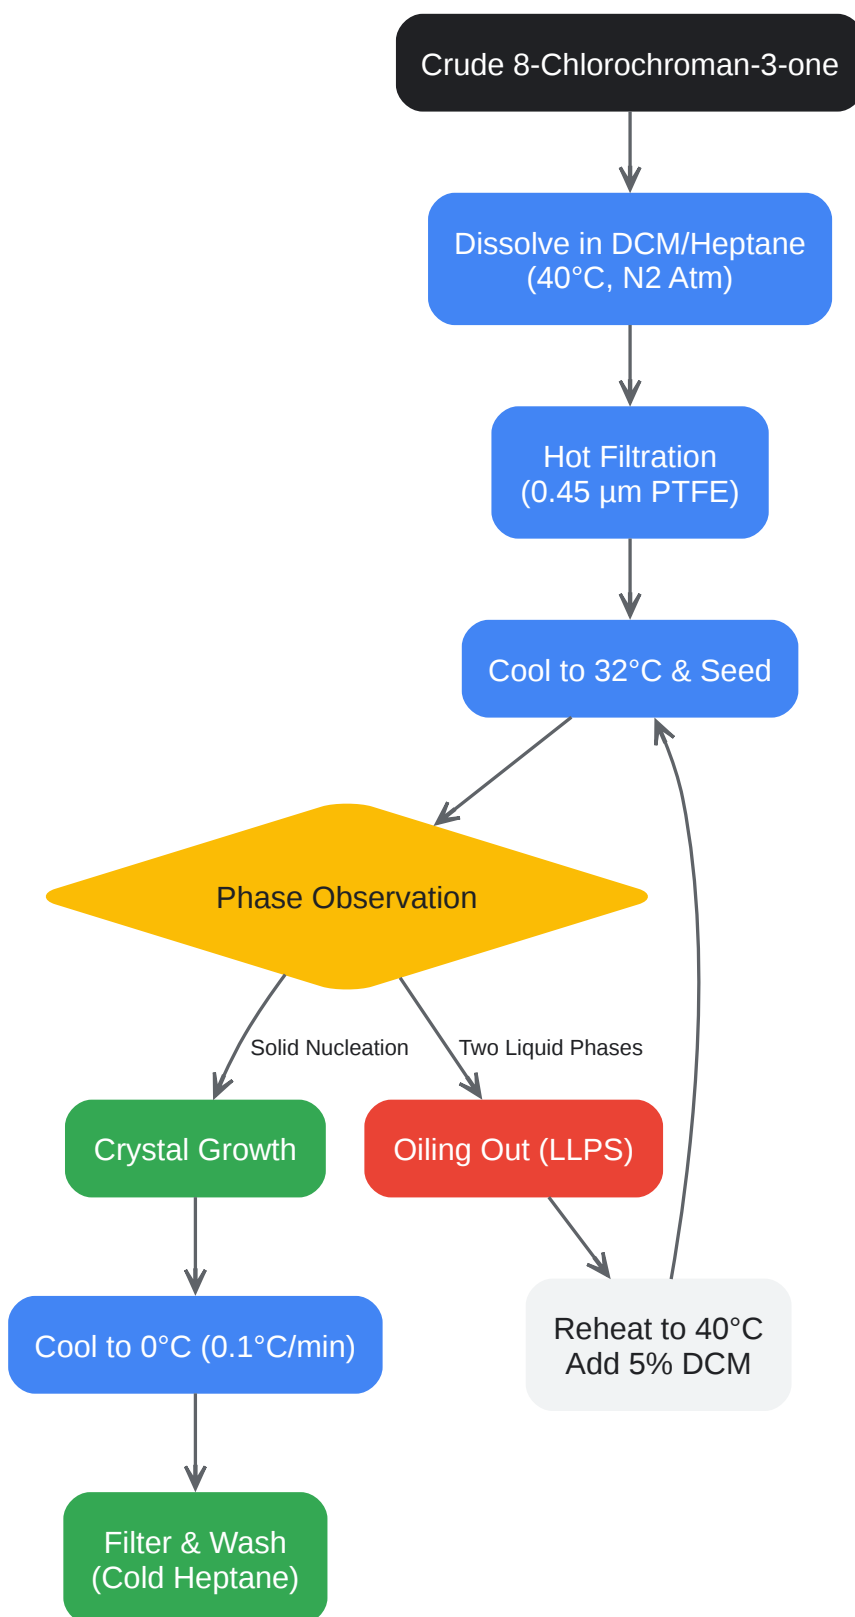 Crude 8-Chlorochroman-3-one
Dissolve in DCM/Heptane
(40°C, N2 Atm)
Hot Filtration
(0.45 µm PTFE)
Cool to 32°C & Seed
Phase Observation
Solid Nucleation
Two Liquid Phases
Crystal Growth
Oiling Out (LLPS)
Cool to 0°C (0.1°C/min)
Reheat to 40°C
Add 5% DCM
Filter & Wash
(Cold Heptane)